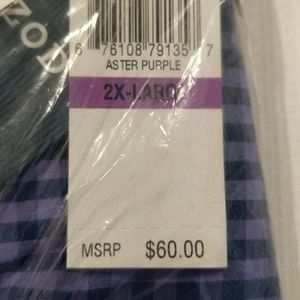 ZOD
6 76108 79135 7
ASTER PURPLE
2X-LARGE
MSRP $60.00